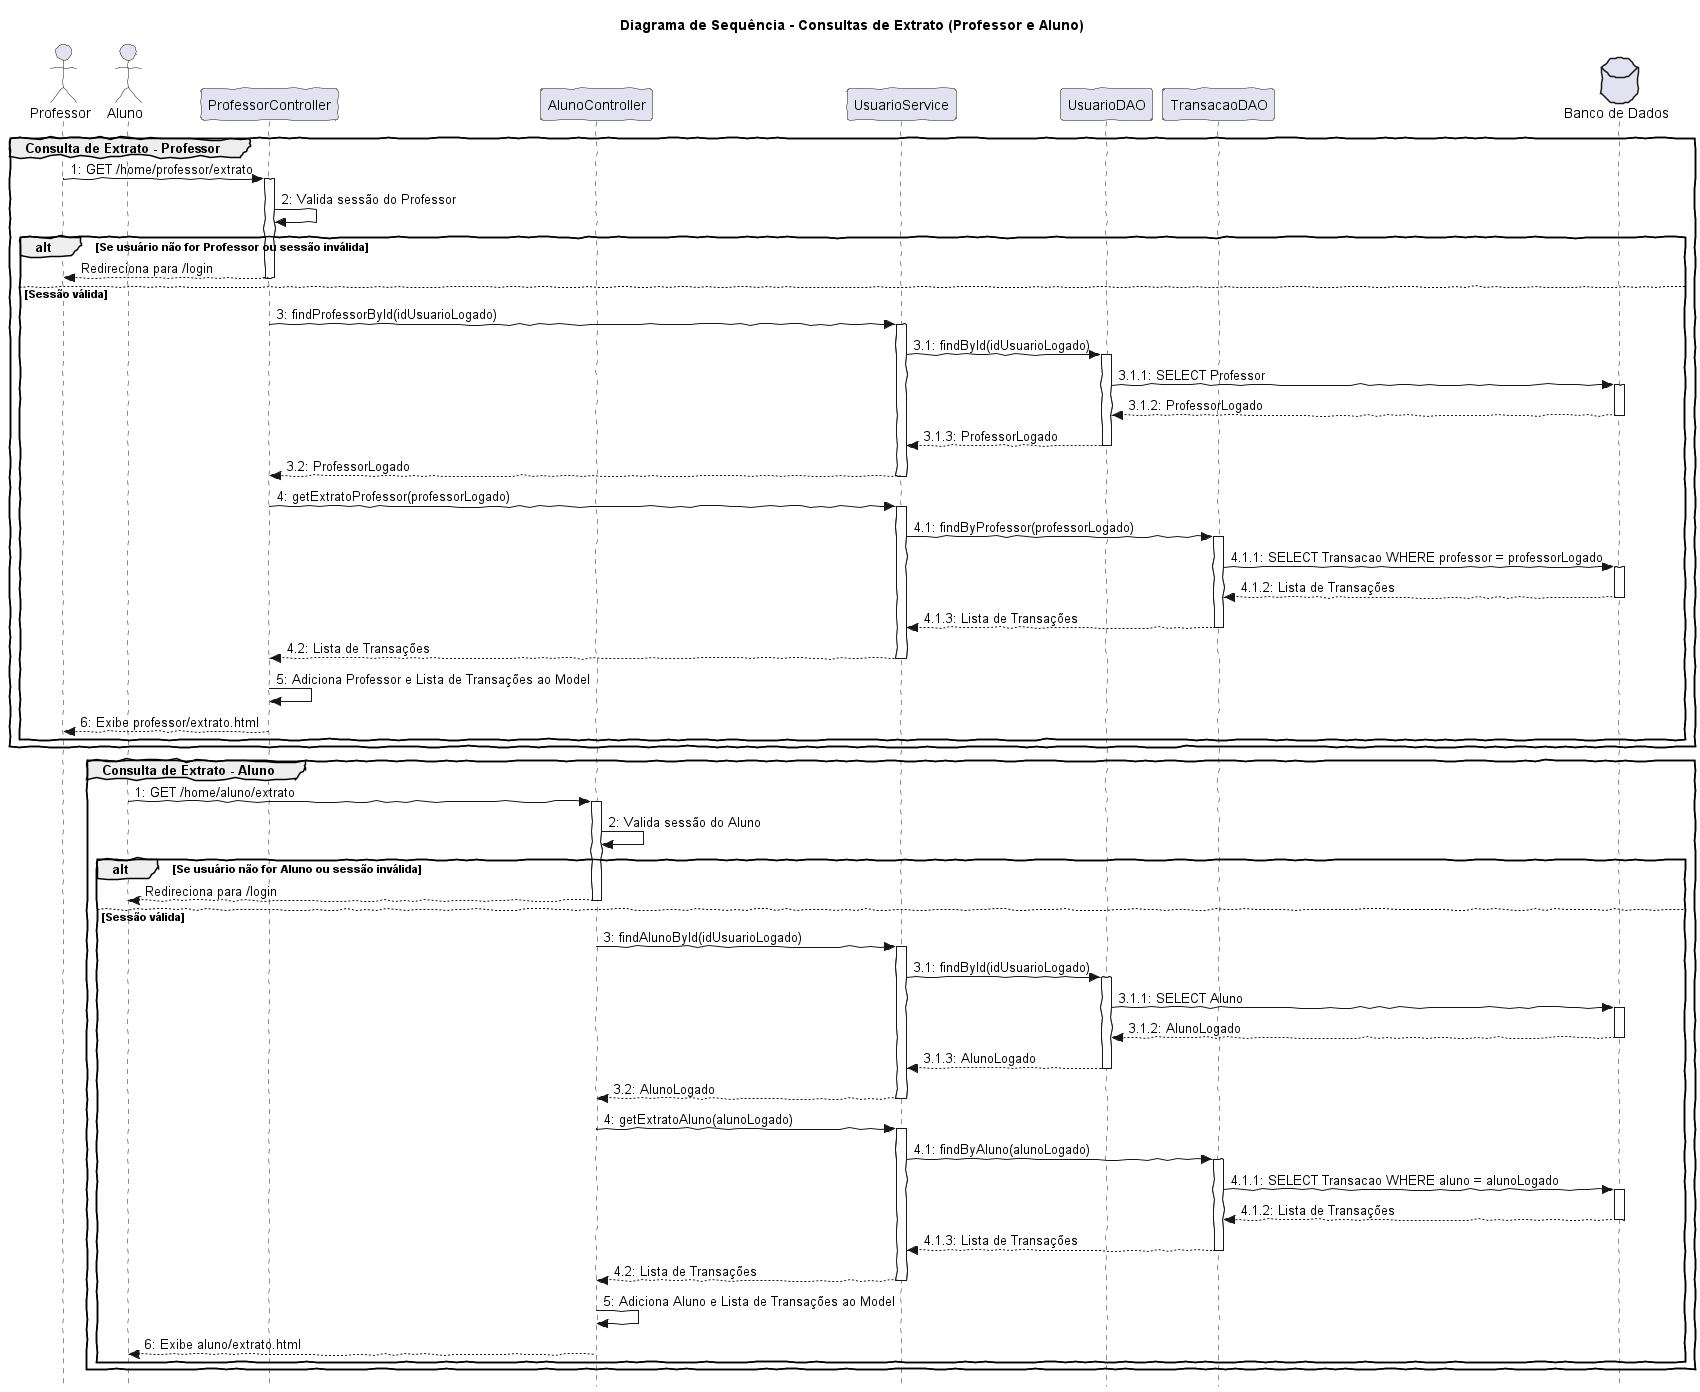 Diagrama de Sequência - Consultas de Extrato (Professor e Aluno)
Professor
Aluno
ProfessorController
AlunoController
UsuarioService
UsuarioDAO
TransacaoDAO
Banco de Dados
Consulta de Extrato - Professor
1: GET /home/professor/extrato
2: Valida sessão do Professor
alt [Se usuário não for Professor ou sessão inválida]
Redireciona para /login
[Sessão válida]
3: findProfessorById(idUsuarioLogado)
3.1: findById(idUsuarioLogado)
3.1.1: SELECT Professor
3.1.2: ProfessorLogado
3.1.3: ProfessorLogado
3.2: ProfessorLogado
4: getExtratoProfessor(professorLogado)
4.1: findByProfessor(professorLogado)
4.1.1: SELECT Transacao WHERE professor = professorLogado
4.1.2: Lista de Transações
4.1.3: Lista de Transações
4.2: Lista de Transações
5: Adiciona Professor e Lista de Transações ao Model
6: Exibe professor/extrato.html
Consulta de Extrato - Aluno
1: GET /home/aluno/extrato
2: Valida sessão do Aluno
alt [Se usuário não for Aluno ou sessão inválida]
Redireciona para /login
[Sessão válida]
3: findAlunoById(idUsuarioLogado)
3.1: findById(idUsuarioLogado)
3.1.1: SELECT Aluno
3.1.2: AlunoLogado
3.1.3: AlunoLogado
3.2: AlunoLogado
4: getExtratoAluno(alunoLogado)
4.1: findByAluno(alunoLogado)
4.1.1: SELECT Transacao WHERE aluno = alunoLogado
4.1.2: Lista de Transações
4.1.3: Lista de Transações
4.2: Lista de Transações
5: Adiciona Aluno e Lista de Transações ao Model
6: Exibe aluno/extrato.html